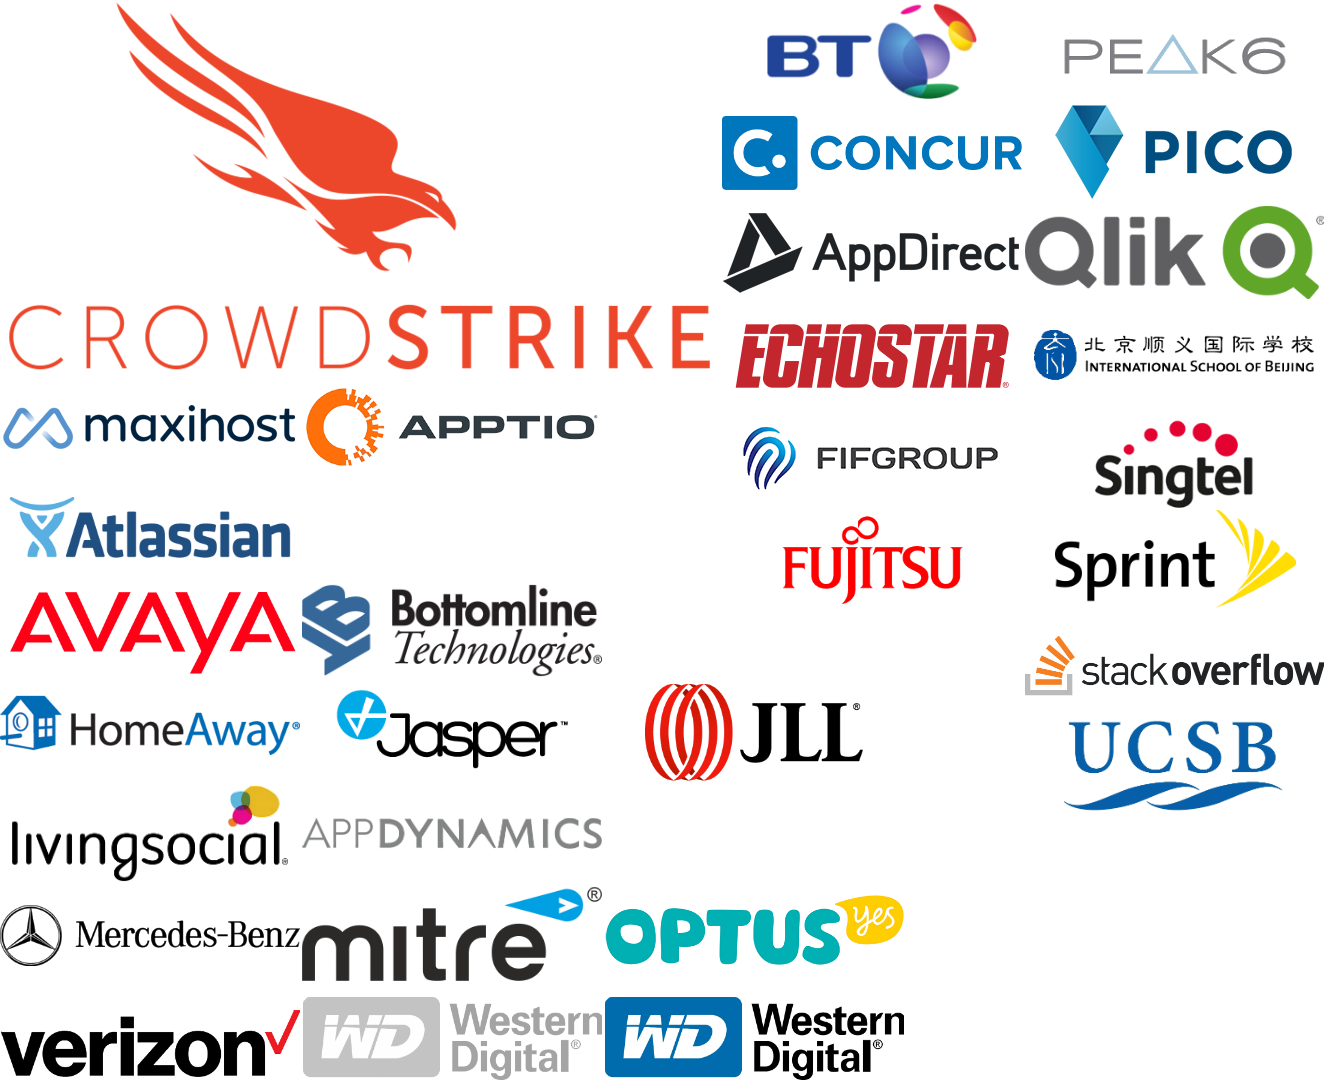 BT
PEAK6
C. CONCUR
PICO
AppDirect
Qlik Q®
CROWDSTRIKE
ECHOSTAR®
北京顺义国际学校
INTERNATIONAL SCHOOL OF BEIJING
maxihost
APPTIO®
FIFGROUP
Singtel
Atlassian
FUJITSU
Sprint
AVAYA
Bottomline
Technologies®
stackoverflow
HomeAway®
Jasper™
JLL®
UCSB
livingsocial®
APPDYNAMICS
Mercedes-Benz
mitre®
OPTUS yes
verizon
WD Western
Digital®
WD Western
Digital®